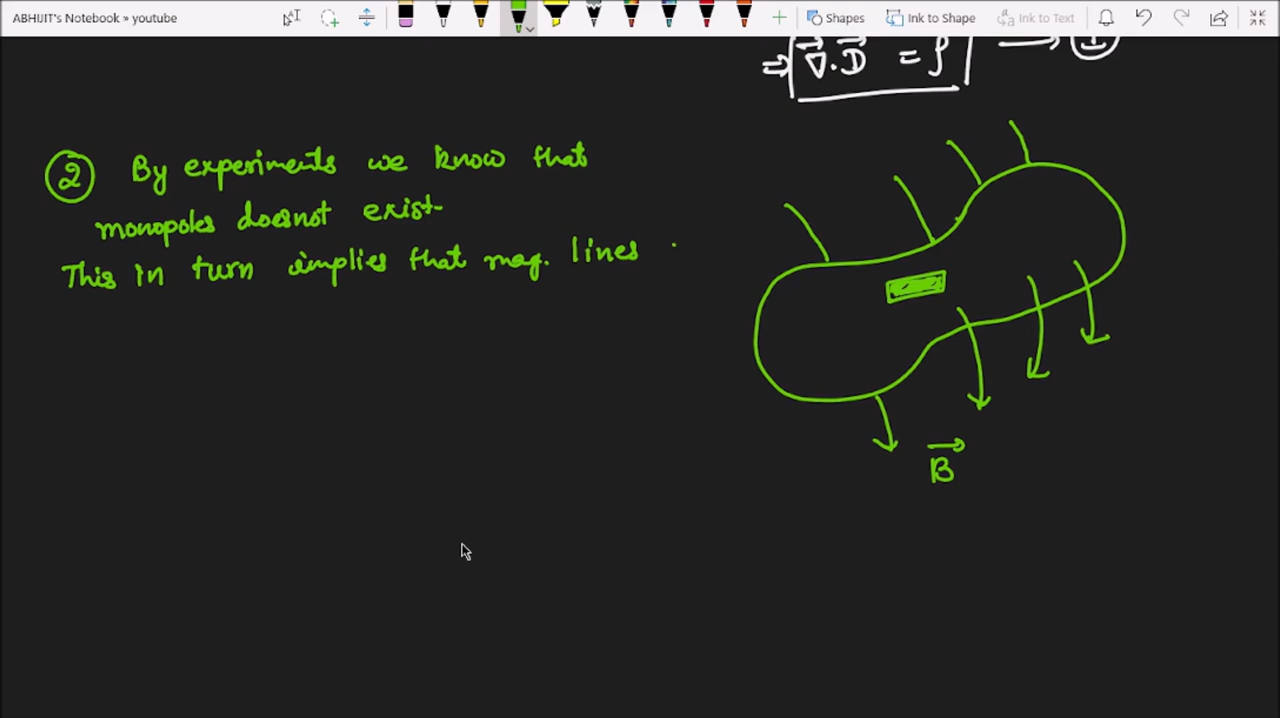 ABHIJIT's Notebook » youtube
Shapes
Ink to Shape
Ink to Text
⇒ ∇⃗.D⃗ = ρ → ①
② By experiments we know that
monopoles doesnot exist
This in turn implies that mag. lines
B⃗